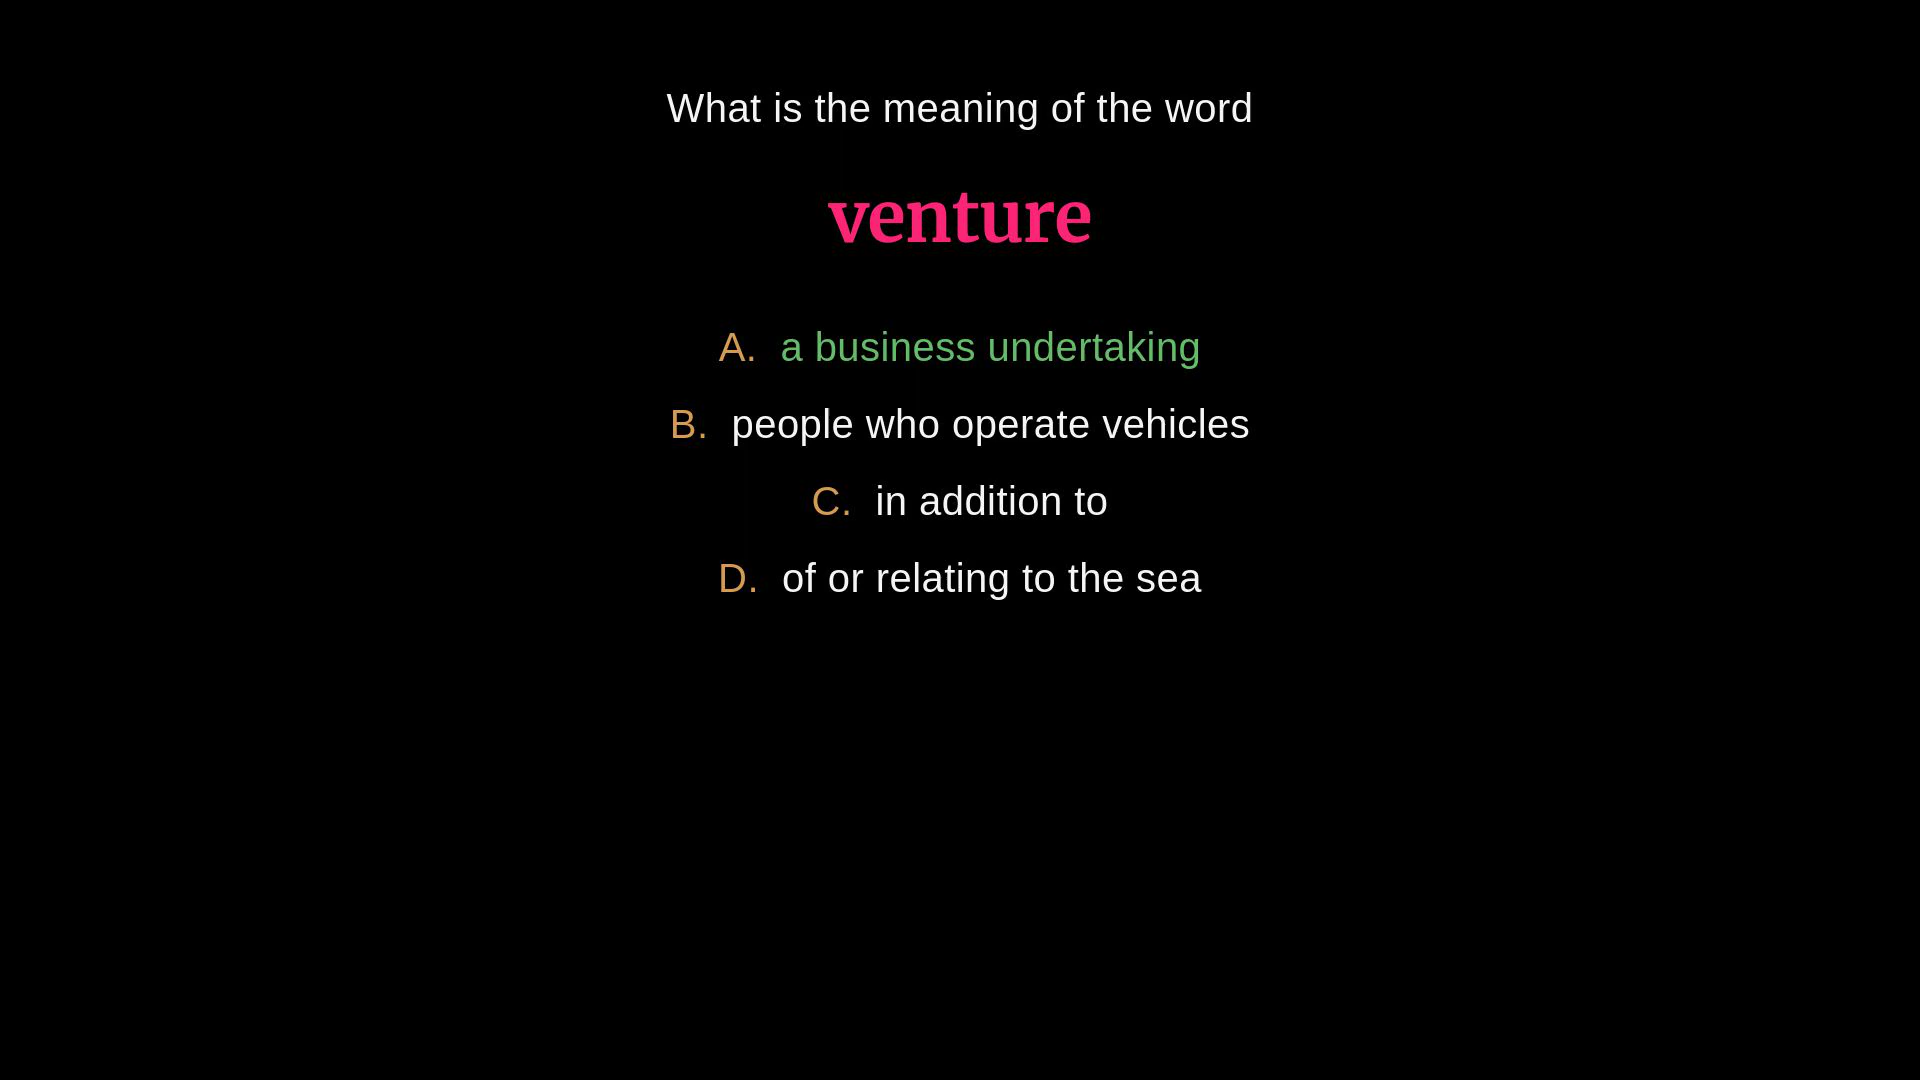 What is the meaning of the word
venture
A. a business undertaking
B. people who operate vehicles
C. in addition to
D. of or relating to the sea